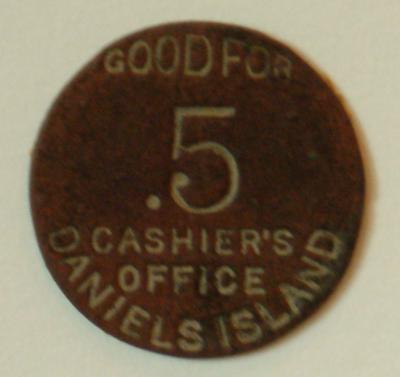 GOOD FOR
.5
CASHIER'S
OFFICE
DANIELS ISLAND